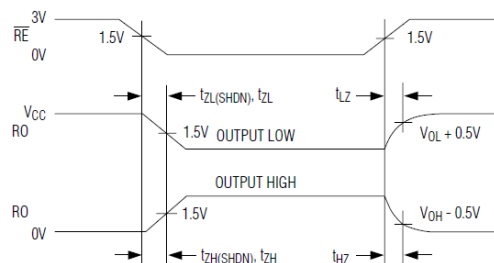 3V
RE
1.5V
1.5V
0V
tZL(SHDN), tZL
tLZ
VCC
RO
1.5V
OUTPUT LOW
VOL + 0.5V
OUTPUT HIGH
RO
1.5V
VOH - 0.5V
0V
tZH(SHDN), tZH
tHZ